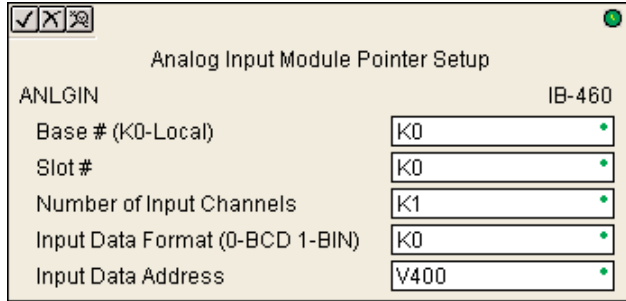 Analog Input Module Pointer Setup
ANLGIN IB-460
Base # (K0-Local) K0
Slot # K0
Number of Input Channels K1
Input Data Format (0-BCD 1-BIN) K0
Input Data Address V400